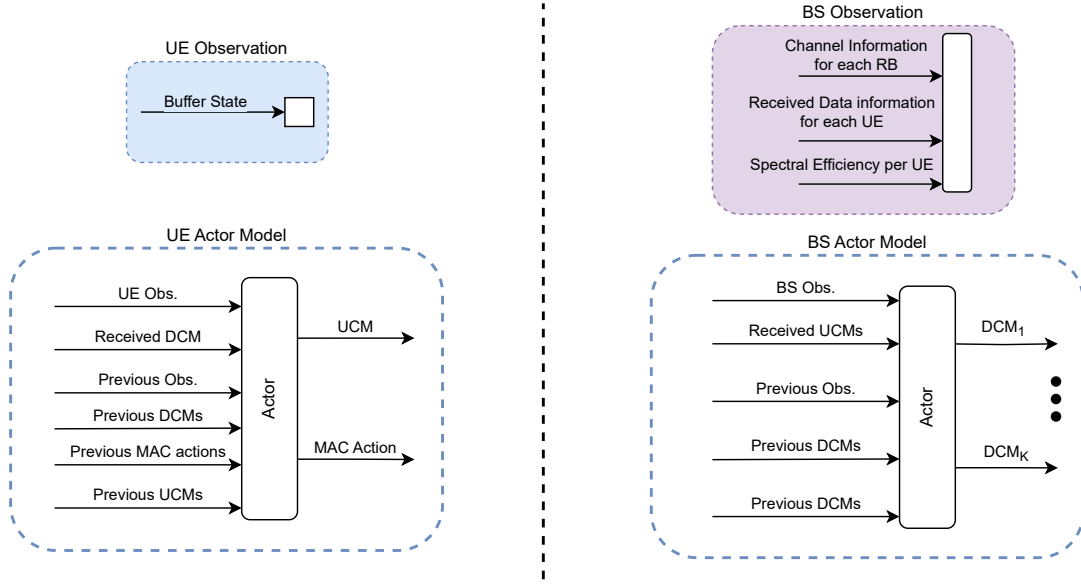 UE Observation
Buffer State
UE Actor Model
UE Obs.
Received DCM
Previous Obs.
Previous DCMs
Previous MAC actions
Previous UCMs
Actor
UCM
MAC Action
BS Observation
Channel Information
for each RB
Received Data information
for each UE
Spectral Efficiency per UE
BS Actor Model
BS Obs.
Received UCMs
Previous Obs.
Previous DCMs
Previous DCMs
Actor
DCM1
DCMK